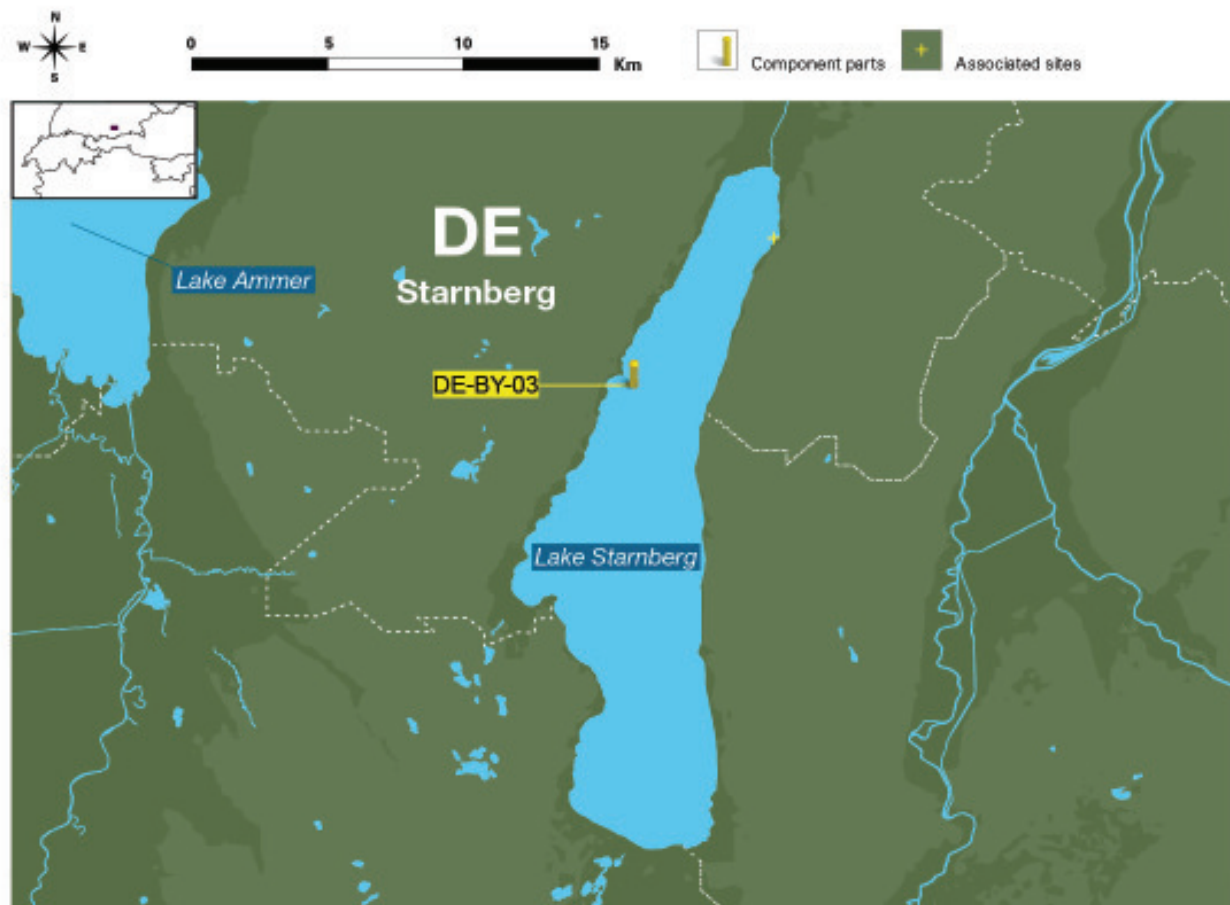 N
W E
S
0 5 10 15
Km
Component parts
Associated sites
DE
Starnberg
Lake Ammer
DE-BY-03
Lake Starnberg